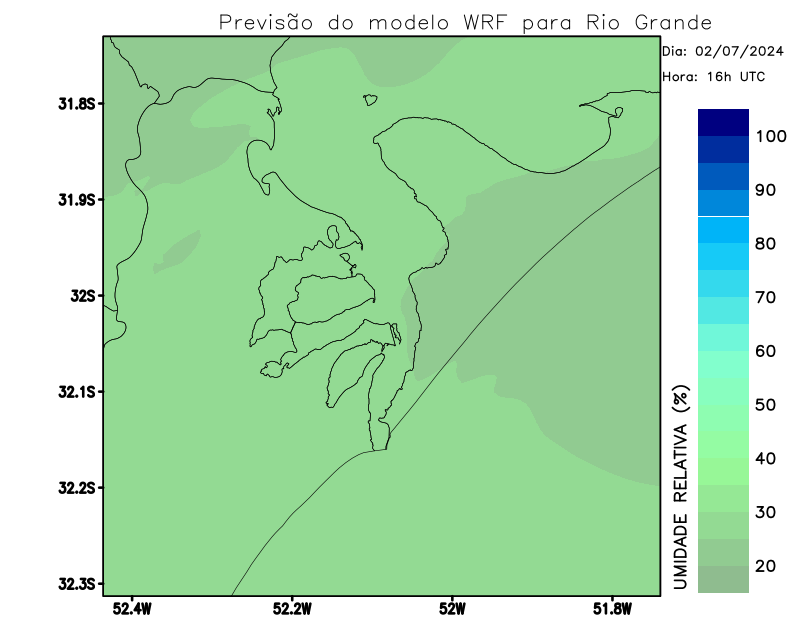 Previsão do modelo WRF para Rio Grande
Dia: 02/07/2024
Hora: 16h UTC
31.8S
31.9S
32S
32.1S
32.2S
32.3S
52.4W
52.2W
52W
51.8W
100
90
80
70
60
50
40
30
20
UMIDADE RELATIVA (%)